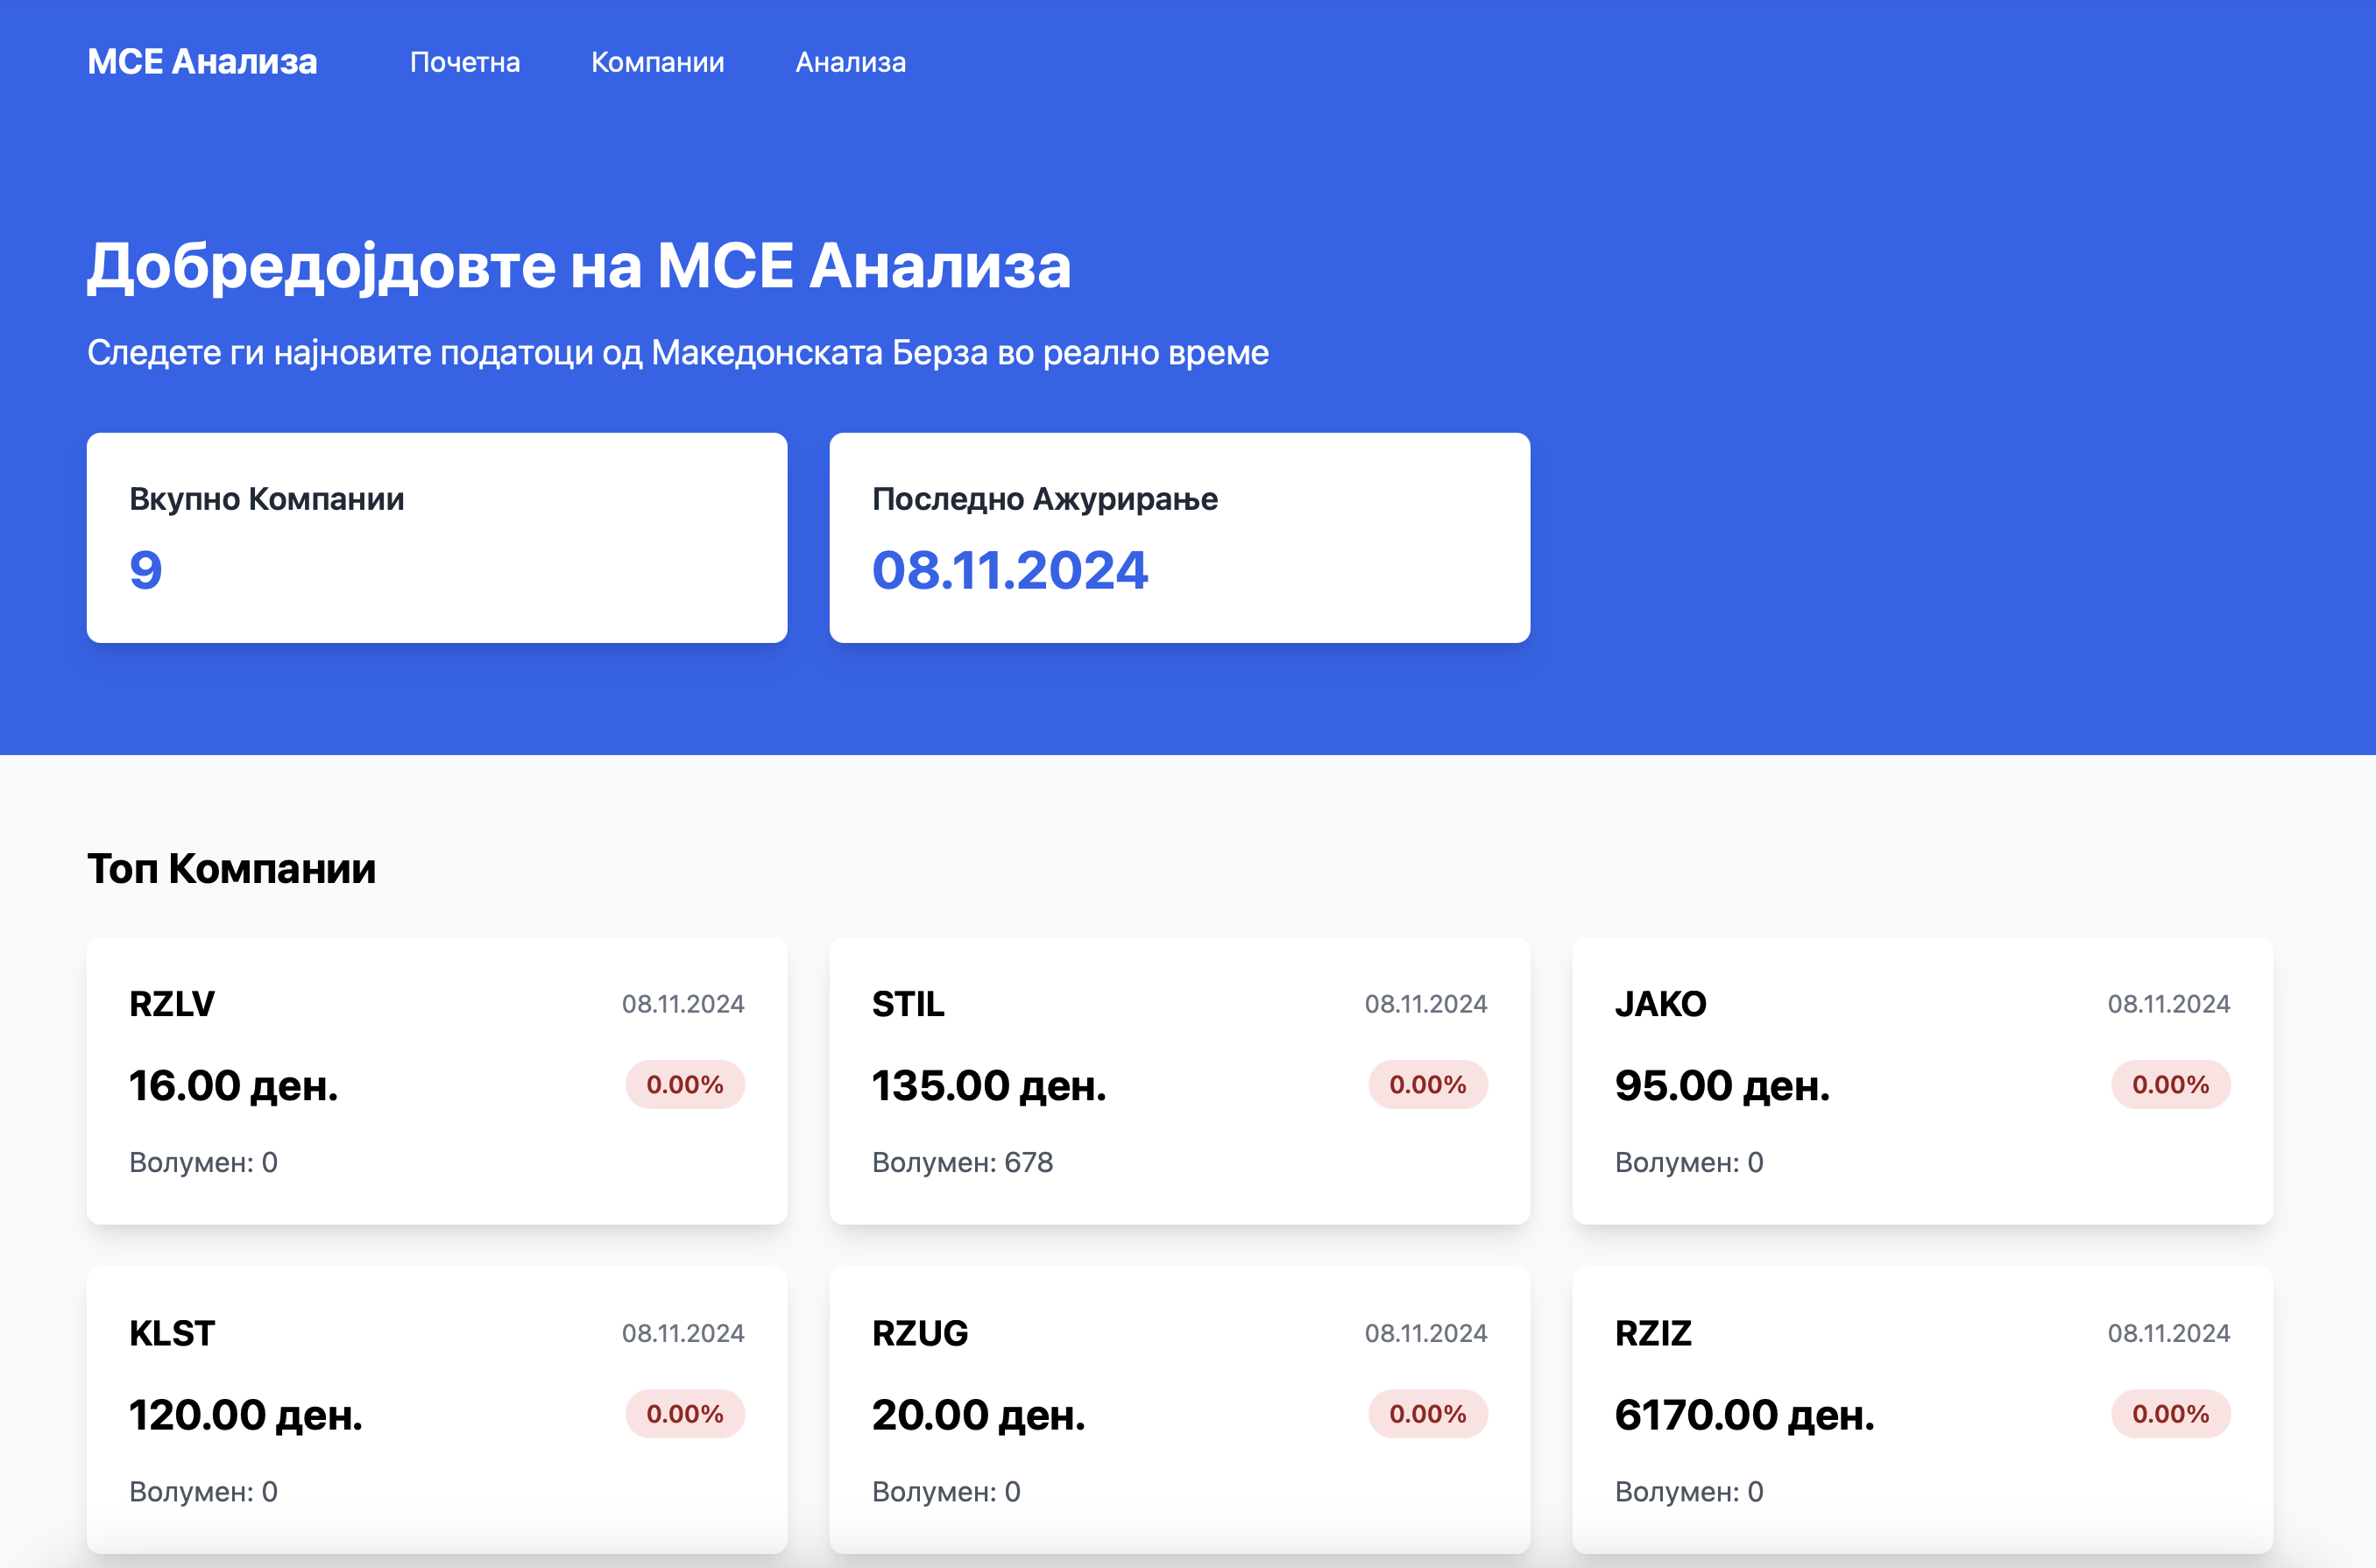 МСЕ Анализа Почетна Компании Анализа
Добредојдовте на МСЕ Анализа
Следете ги најновите податоци од Македонската Берза во реално време
Вкупно Компании
9
Последно Ажурирање
08.11.2024
Топ Компании
RZLV 08.11.2024
16.00 ден. 0.00%
Волумен: 0
STIL 08.11.2024
135.00 ден. 0.00%
Волумен: 678
JAKO 08.11.2024
95.00 ден. 0.00%
Волумен: 0
KLST 08.11.2024
120.00 ден. 0.00%
Волумен: 0
RZUG 08.11.2024
20.00 ден. 0.00%
Волумен: 0
RZIZ 08.11.2024
6170.00 ден. 0.00%
Волумен: 0